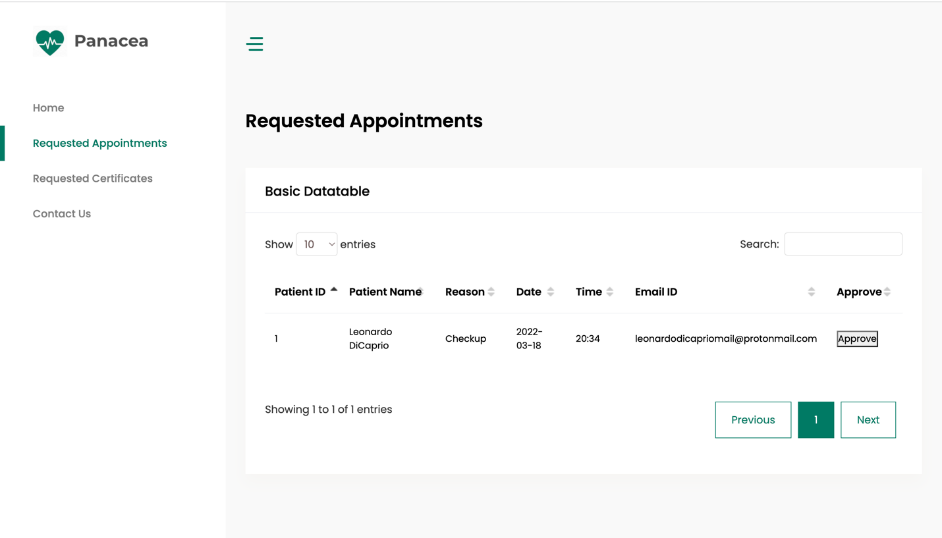 Panacea
Home
Requested Appointments
Requested Certificates
Contact Us
Requested Appointments
Basic Datatable
Show 10 entries
Search:
Patient ID Patient Name Reason Date Time Email ID Approve
1 Leonardo DiCaprio Checkup 2022-03-18 20:34 leonardodicapriomail@protonmail.com Approve
Showing 1 to 1 of 1 entries
Previous 1 Next